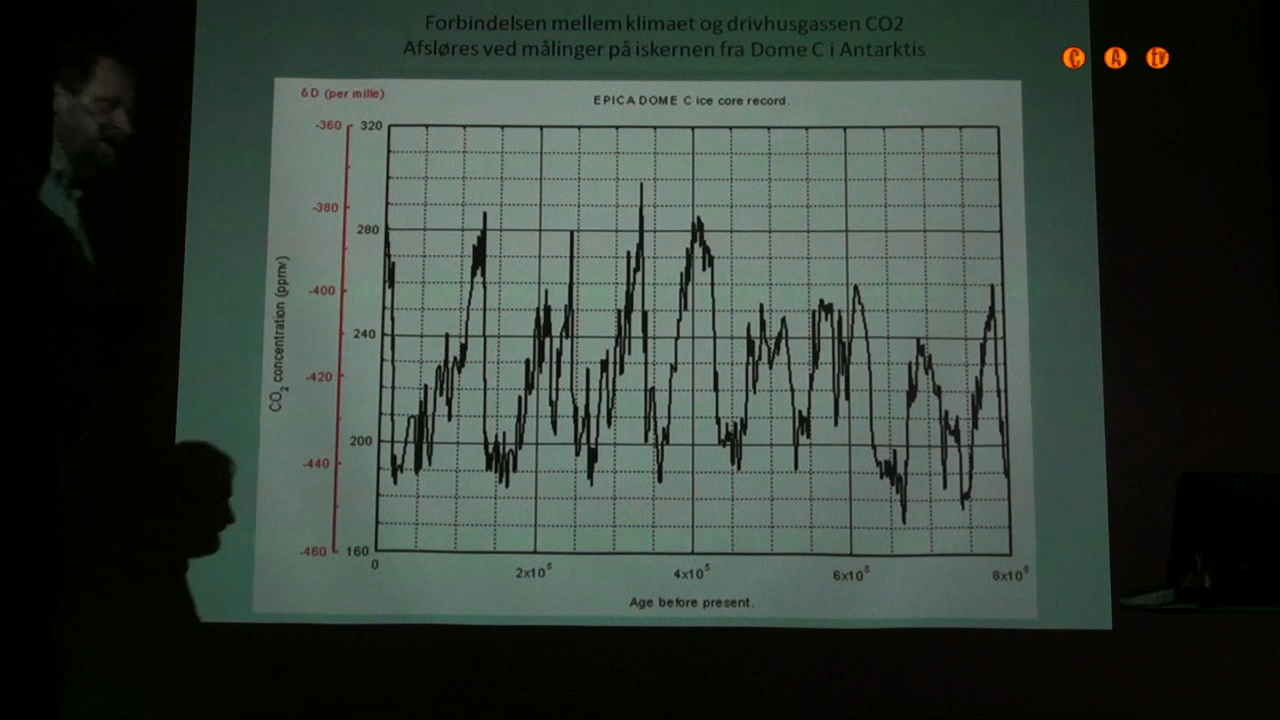 Forbindelsen mellem klimaet og drivhusgassen CO2
Afsløres ved målinger på iskernen fra Dome C i Antarktis
C A tv
δD (per mille)
EPICA DOME C ice core record.
-360
-380
-400
-420
-440
-460
CO₂ concentration (ppmv)
320
280
240
200
160
0
2x10⁵
4x10⁵
6x10⁵
8x10⁵
Age before present.